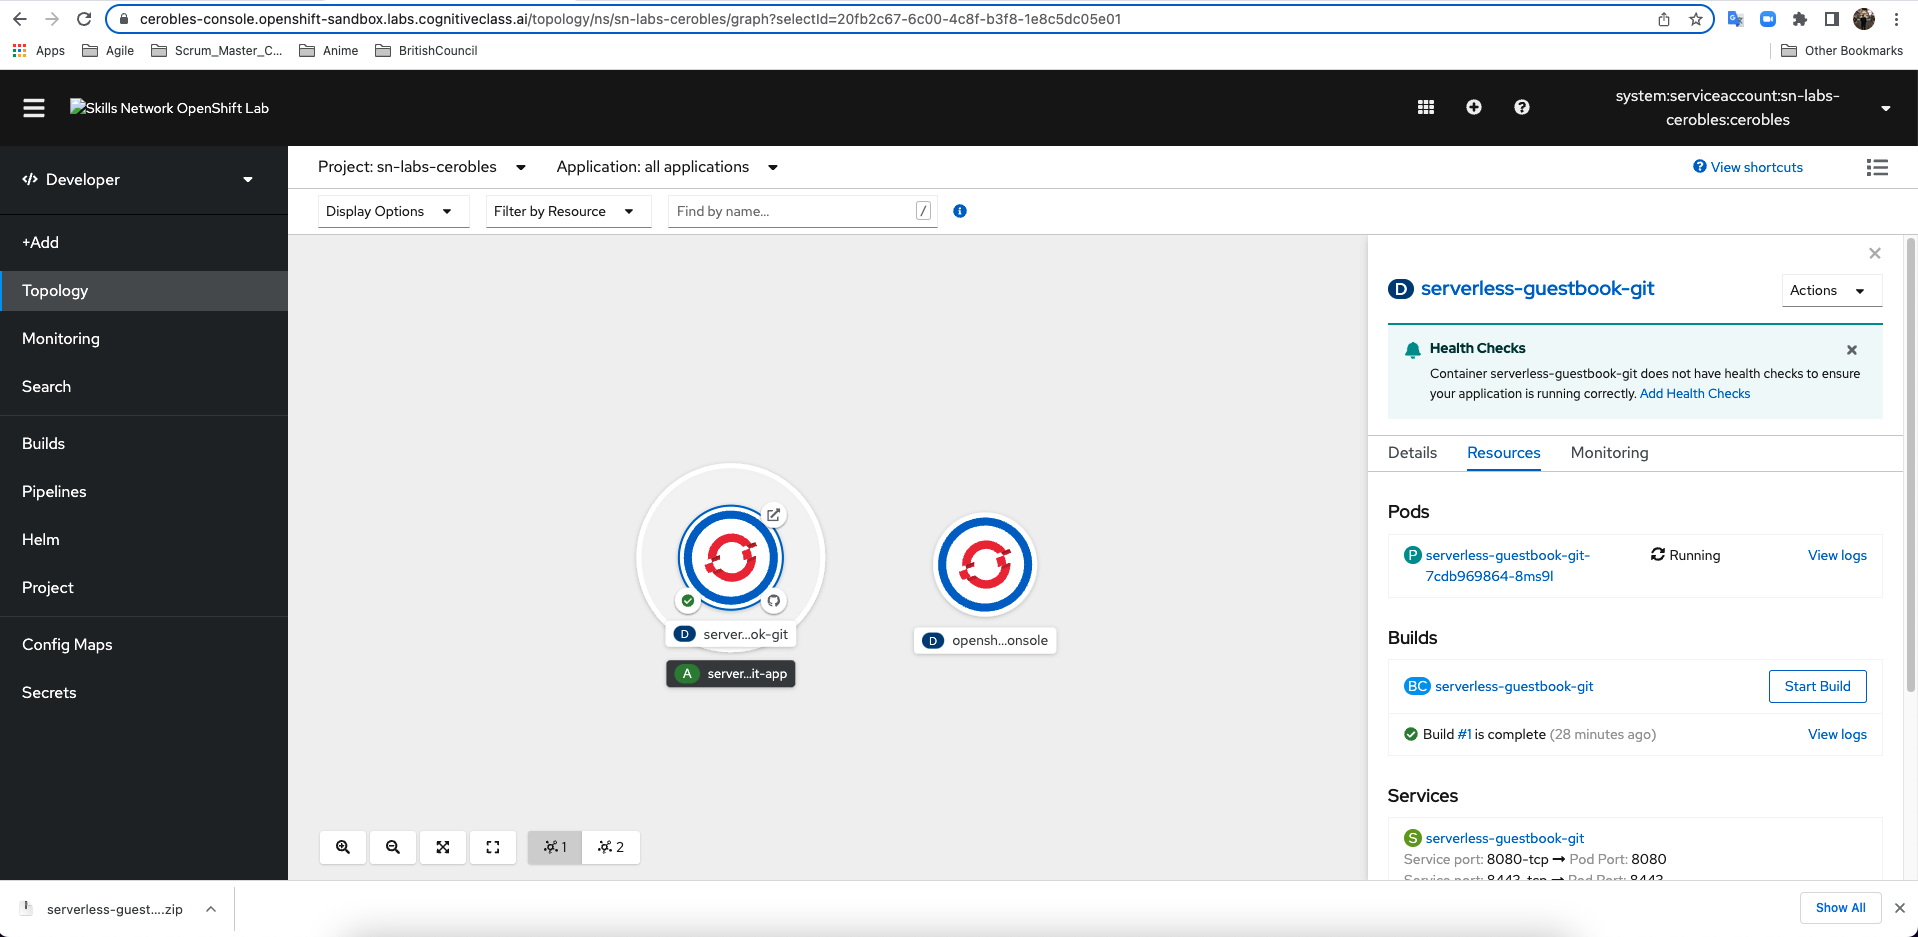 cerobles-console.openshift-sandbox.labs.cognitiveclass.ai/topology/ns/sn-labs-cerobles/graph?selectId=20fb2c67-6c00-4c8f-b3f8-1e8c5dc05e01
Apps Agile Scrum_Master_C... Anime BritishCouncil Other Bookmarks
Skills Network OpenShift Lab
system:serviceaccount:sn-labs-
cerobles:cerobles
Developer
+Add
Topology
Monitoring
Search
Builds
Pipelines
Helm
Project
Config Maps
Secrets
Project: sn-labs-cerobles Application: all applications View shortcuts
Display Options Filter by Resource Find by name... /
D server...ok-git
A server...it-app
D opensh...onsole
1 2
D serverless-guestbook-git Actions
Health Checks
Container serverless-guestbook-git does not have health checks to ensure
your application is running correctly. Add Health Checks
Details Resources Monitoring
Pods
P serverless-guestbook-git- Running View logs
7cdb969864-8ms9l
Builds
BC serverless-guestbook-git Start Build
Build #1 is complete (28 minutes ago) View logs
Services
S serverless-guestbook-git
Service port: 8080-tcp → Pod Port: 8080
Service port: 8443-tcp → Pod Port: 8443
serverless-guest....zip Show All